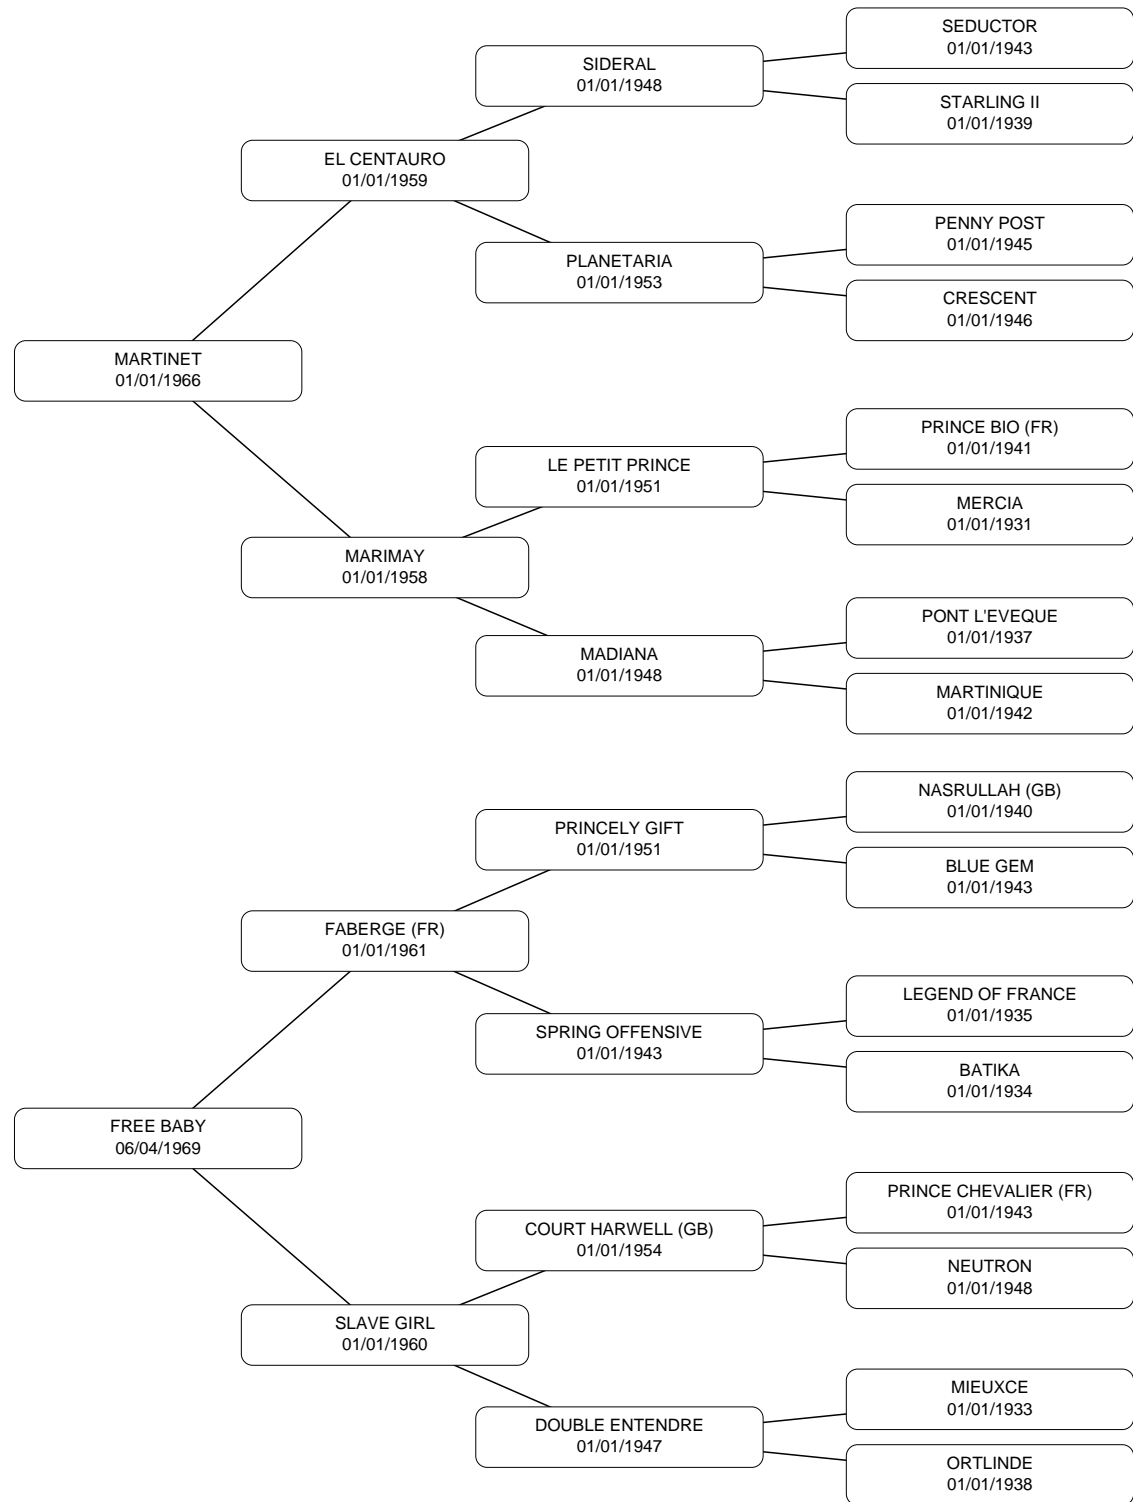 SEDUCTOR
01/01/1943
SIDERAL
01/01/1948
STARLING II
01/01/1939
EL CENTAURO
01/01/1959
PENNY POST
01/01/1945
PLANETARIA
01/01/1953
CRESCENT
01/01/1946
MARTINET
01/01/1966
PRINCE BIO (FR)
01/01/1941
LE PETIT PRINCE
01/01/1951
MERCIA
01/01/1931
MARIMAY
01/01/1958
PONT L'EVEQUE
01/01/1937
MADIANA
01/01/1948
MARTINIQUE
01/01/1942
NASRULLAH (GB)
01/01/1940
PRINCELY GIFT
01/01/1951
BLUE GEM
01/01/1943
FABERGE (FR)
01/01/1961
LEGEND OF FRANCE
01/01/1935
SPRING OFFENSIVE
01/01/1943
BATIKA
01/01/1934
FREE BABY
06/04/1969
PRINCE CHEVALIER (FR)
01/01/1943
COURT HARWELL (GB)
01/01/1954
NEUTRON
01/01/1948
SLAVE GIRL
01/01/1960
MIEUXCE
01/01/1933
DOUBLE ENTENDRE
01/01/1947
ORTLINDE
01/01/1938